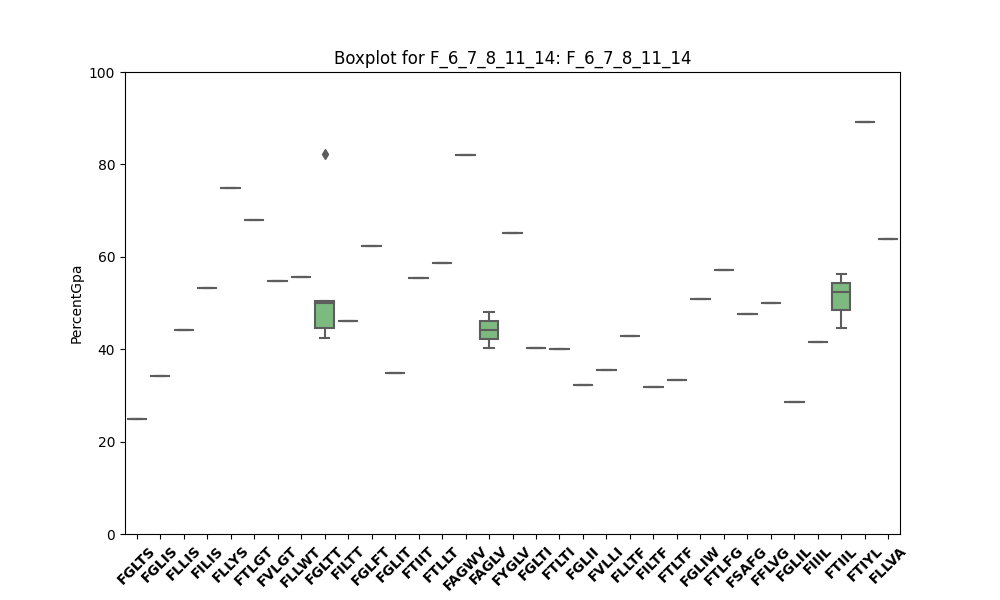 Boxplot for F_6_7_8_11_14: F_6_7_8_11_14
100
80
60
40
20
0
PercentGpa
FGLTS
FGLIS
FLLIS
FILIS
FLLYS
FTLGT
FVLGT
FLLWT
FGLTT
FILTT
FGLFT
FGLIT
FTIIT
FTLLT
FAGWV
FAGLV
FYGLV
FGLTI
FTLTI
FGLII
FVLLI
FLLTF
FILTF
FTLTF
FGLIW
FTLFG
FSAFG
FFLVG
FGLIL
FIIIL
FTIIL
FTIYL
FLLVA